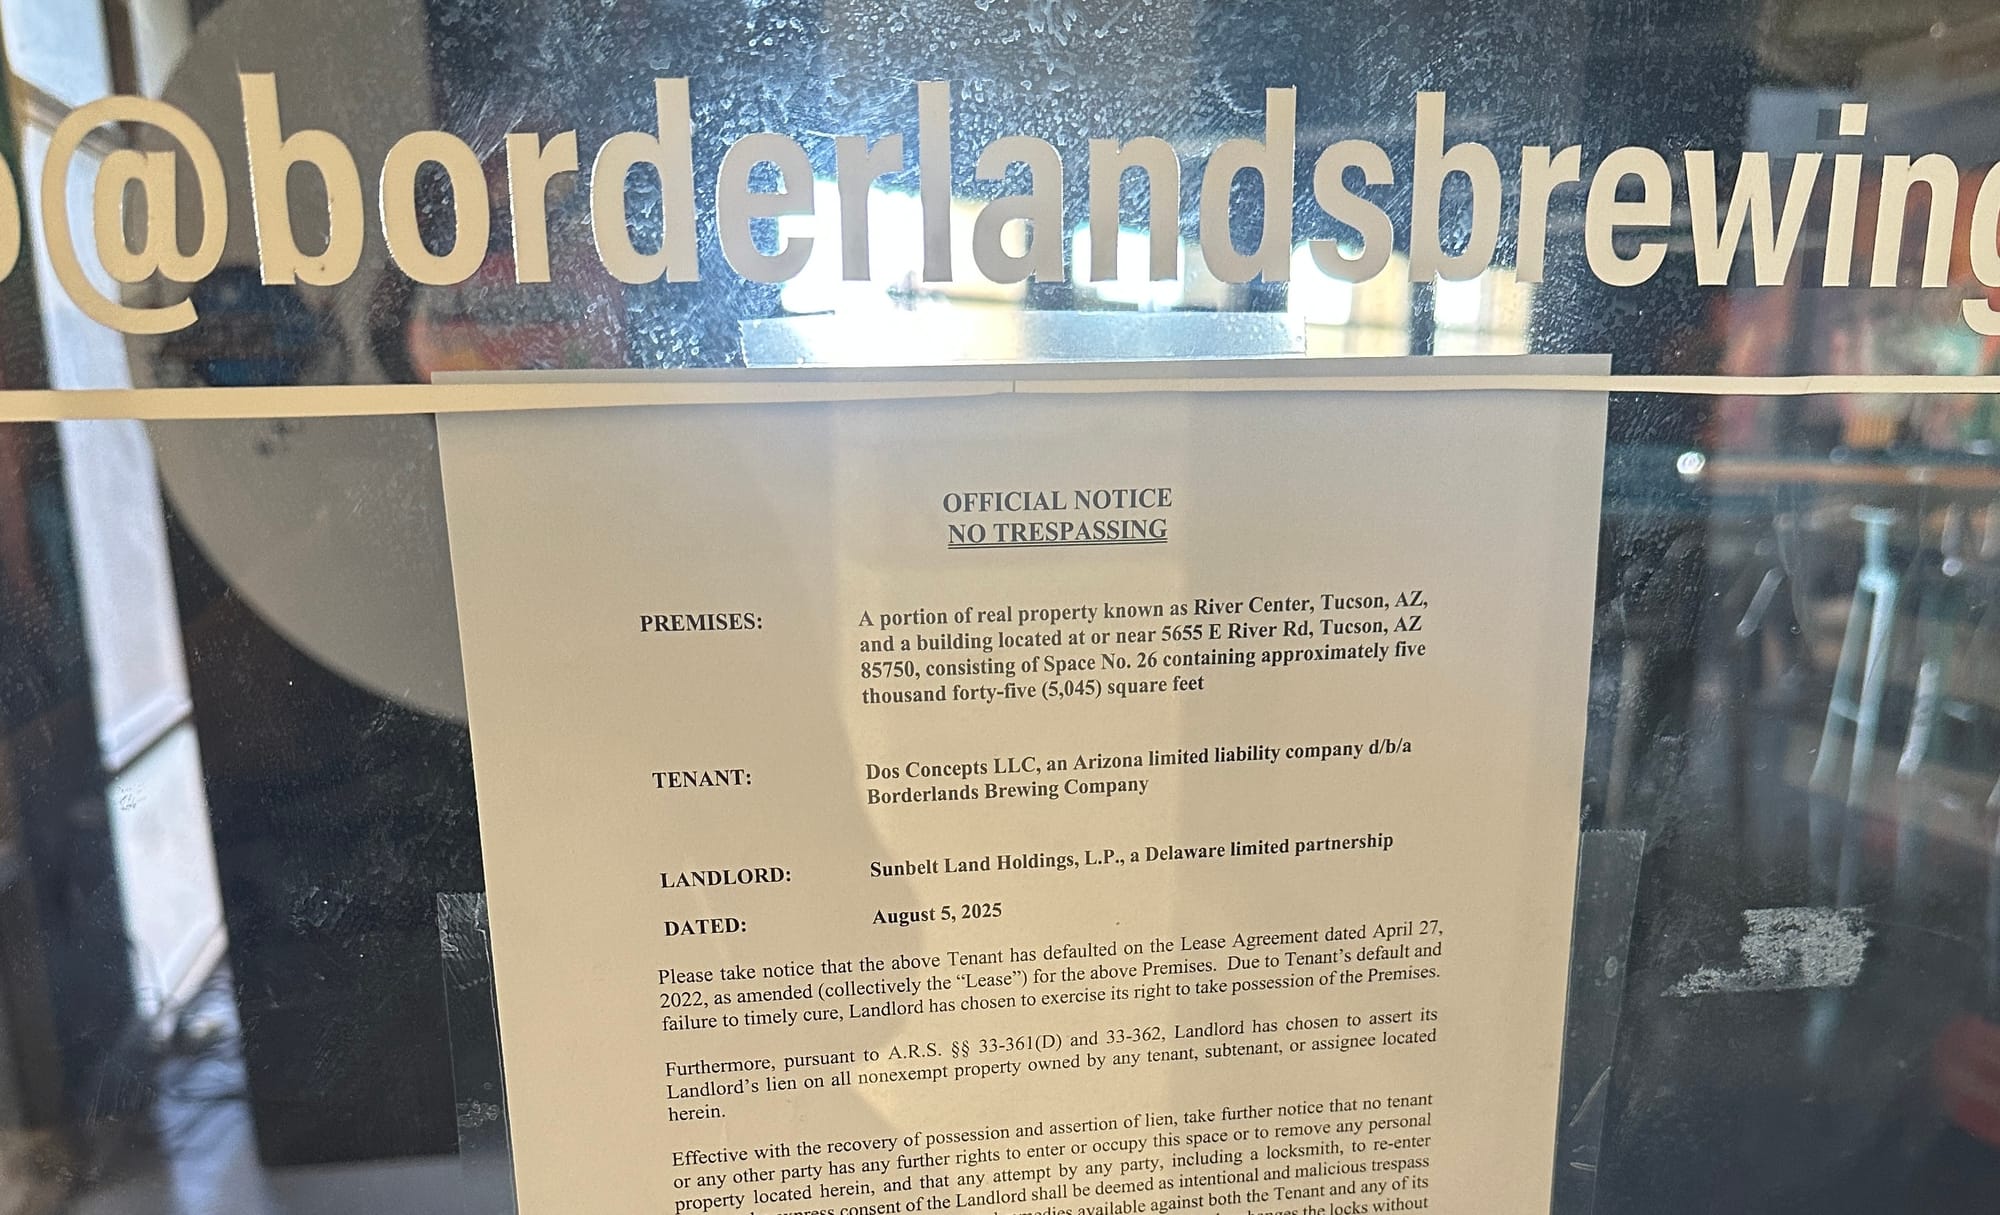 @borderlandsbrewing
OFFICIAL NOTICE
NO TRESPASSING
PREMISES: A portion of real property known as River Center, Tucson, AZ,
and a building located at or near 5655 E River Rd, Tucson, AZ
85750, consisting of Space No. 26 containing approximately five
thousand forty-five (5,045) square feet
TENANT: Dos Concepts LLC, an Arizona limited liability company d/b/a
Borderlands Brewing Company
LANDLORD: Sunbelt Land Holdings, L.P., a Delaware limited partnership
DATED: August 5, 2025
Please take notice that the above Tenant has defaulted on the Lease Agreement dated April 27,
2022, as amended (collectively the “Lease”) for the above Premises. Due to Tenant’s default and
failure to timely cure, Landlord has chosen to exercise its right to take possession of the Premises.
Furthermore, pursuant to A.R.S. §§ 33-361(D) and 33-362, Landlord has chosen to assert its
Landlord’s lien on all nonexempt property owned by any tenant, subtenant, or assignee located
herein.
Effective with the recovery of possession and assertion of lien, take further notice that no tenant
or any other party has any further rights to enter or occupy this space or to remove any personal
property located herein, and that any attempt by any party, including a locksmith, to re-enter
consent of the Landlord shall be deemed as intentional and malicious trespass
available against both the Tenant and any of its
the locks without